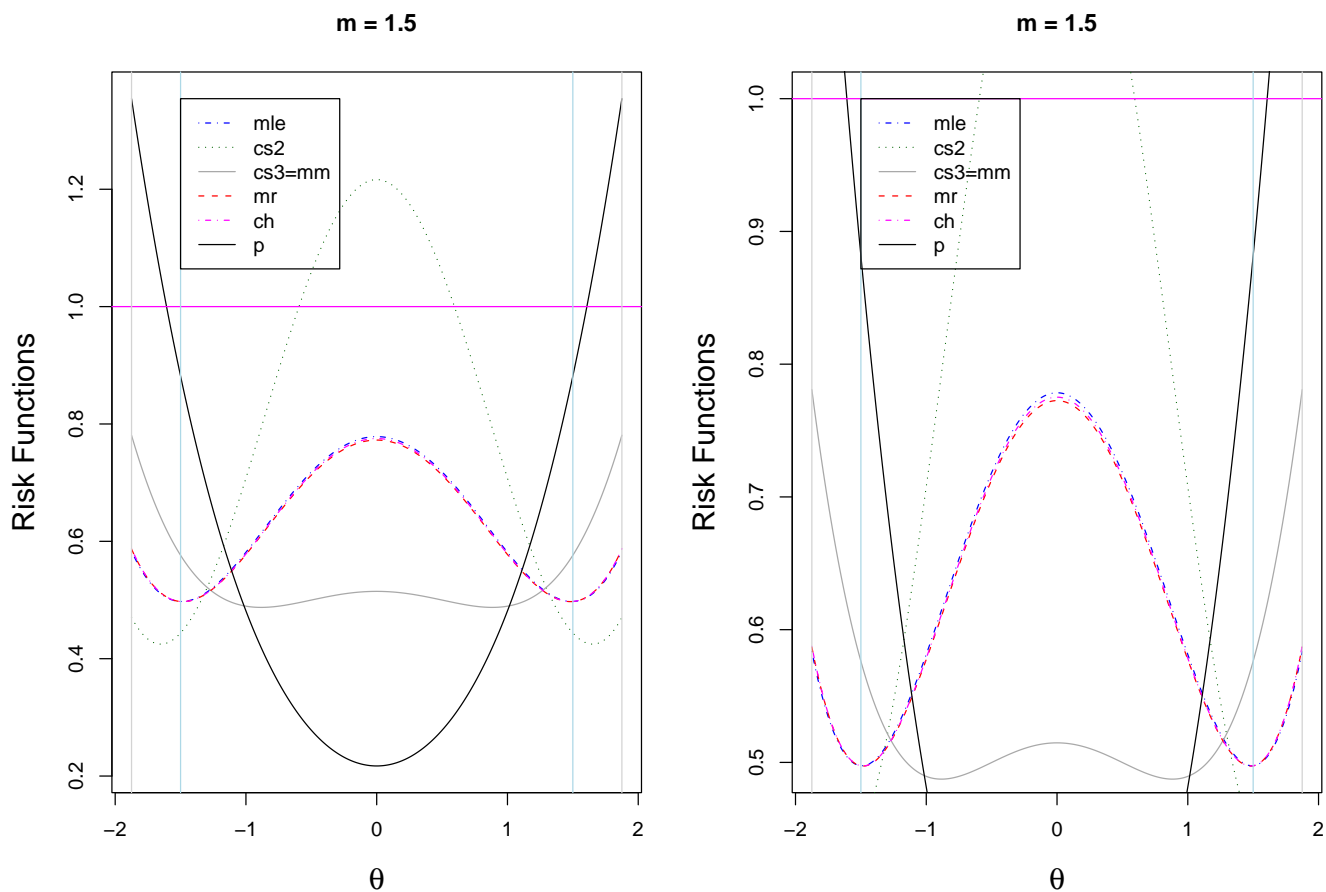 m = 1.5
Risk Functions
1.2
1.0
0.8
0.6
0.4
0.2
mle
cs2
cs3=mm
mr
ch
p
−2
−1
0
1
2
θ
m = 1.5
Risk Functions
1.0
0.9
0.8
0.7
0.6
0.5
mle
cs2
cs3=mm
mr
ch
p
−2
−1
0
1
2
θ